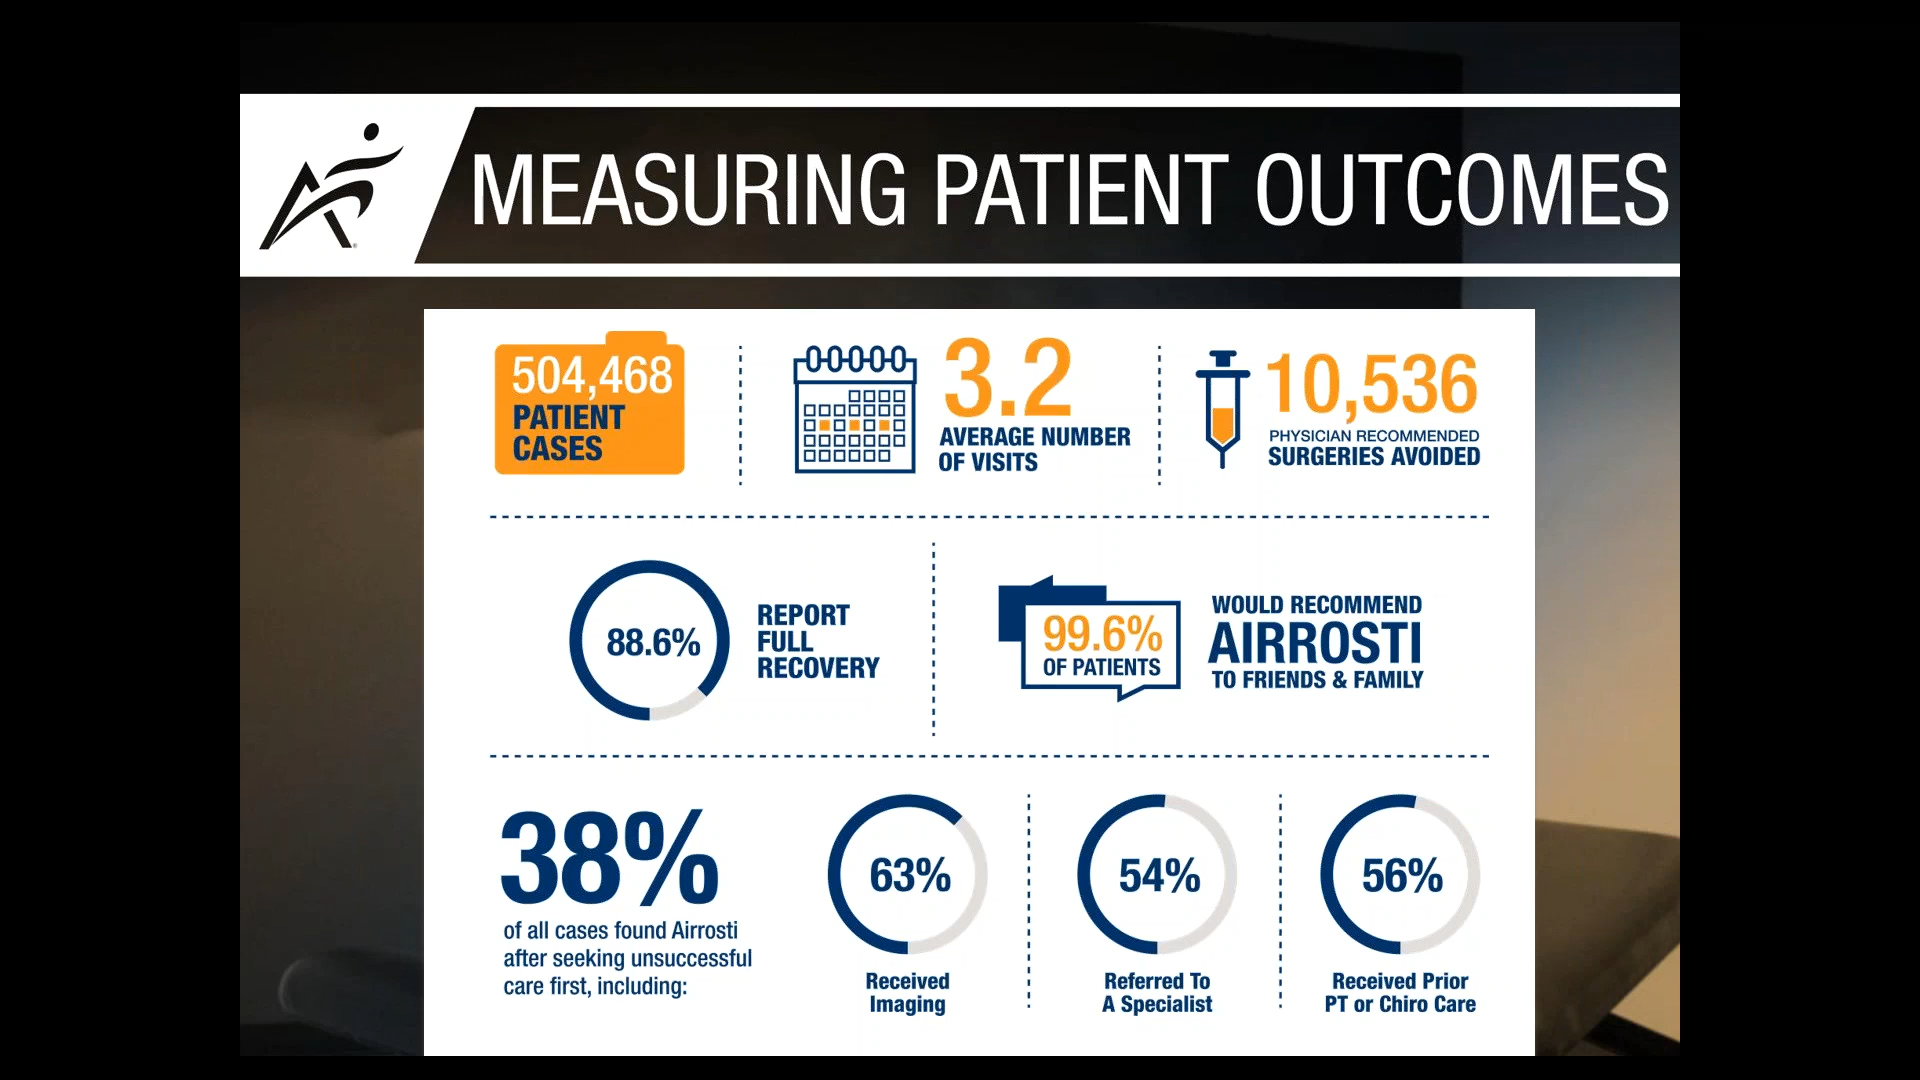 MEASURING PATIENT OUTCOMES
504,468
PATIENT
CASES
3.2
AVERAGE NUMBER
OF VISITS
10,536
PHYSICIAN RECOMMENDED
SURGERIES AVOIDED
88.6%
REPORT
FULL
RECOVERY
99.6%
OF PATIENTS
WOULD RECOMMEND
AIRROSTI
TO FRIENDS & FAMILY
38%
of all cases found Airrosti
after seeking unsuccessful
care first, including:
63%
Received
Imaging
54%
Referred To
A Specialist
56%
Received Prior
PT or Chiro Care